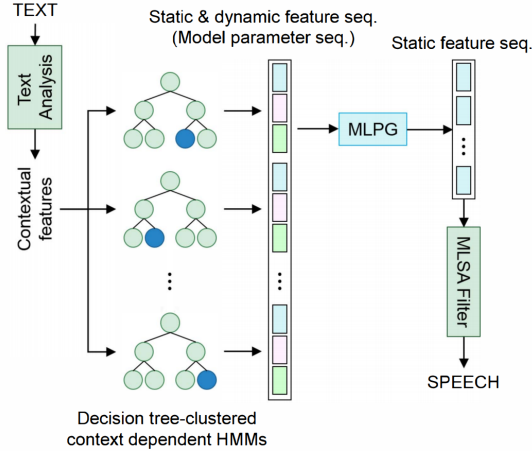 TEXT
Static & dynamic feature seq.
(Model parameter seq.)
Static feature seq.
Text
Analysis
MLPG
Contextual
features
MLSA Filter
SPEECH
Decision tree-clustered
context dependent HMMs